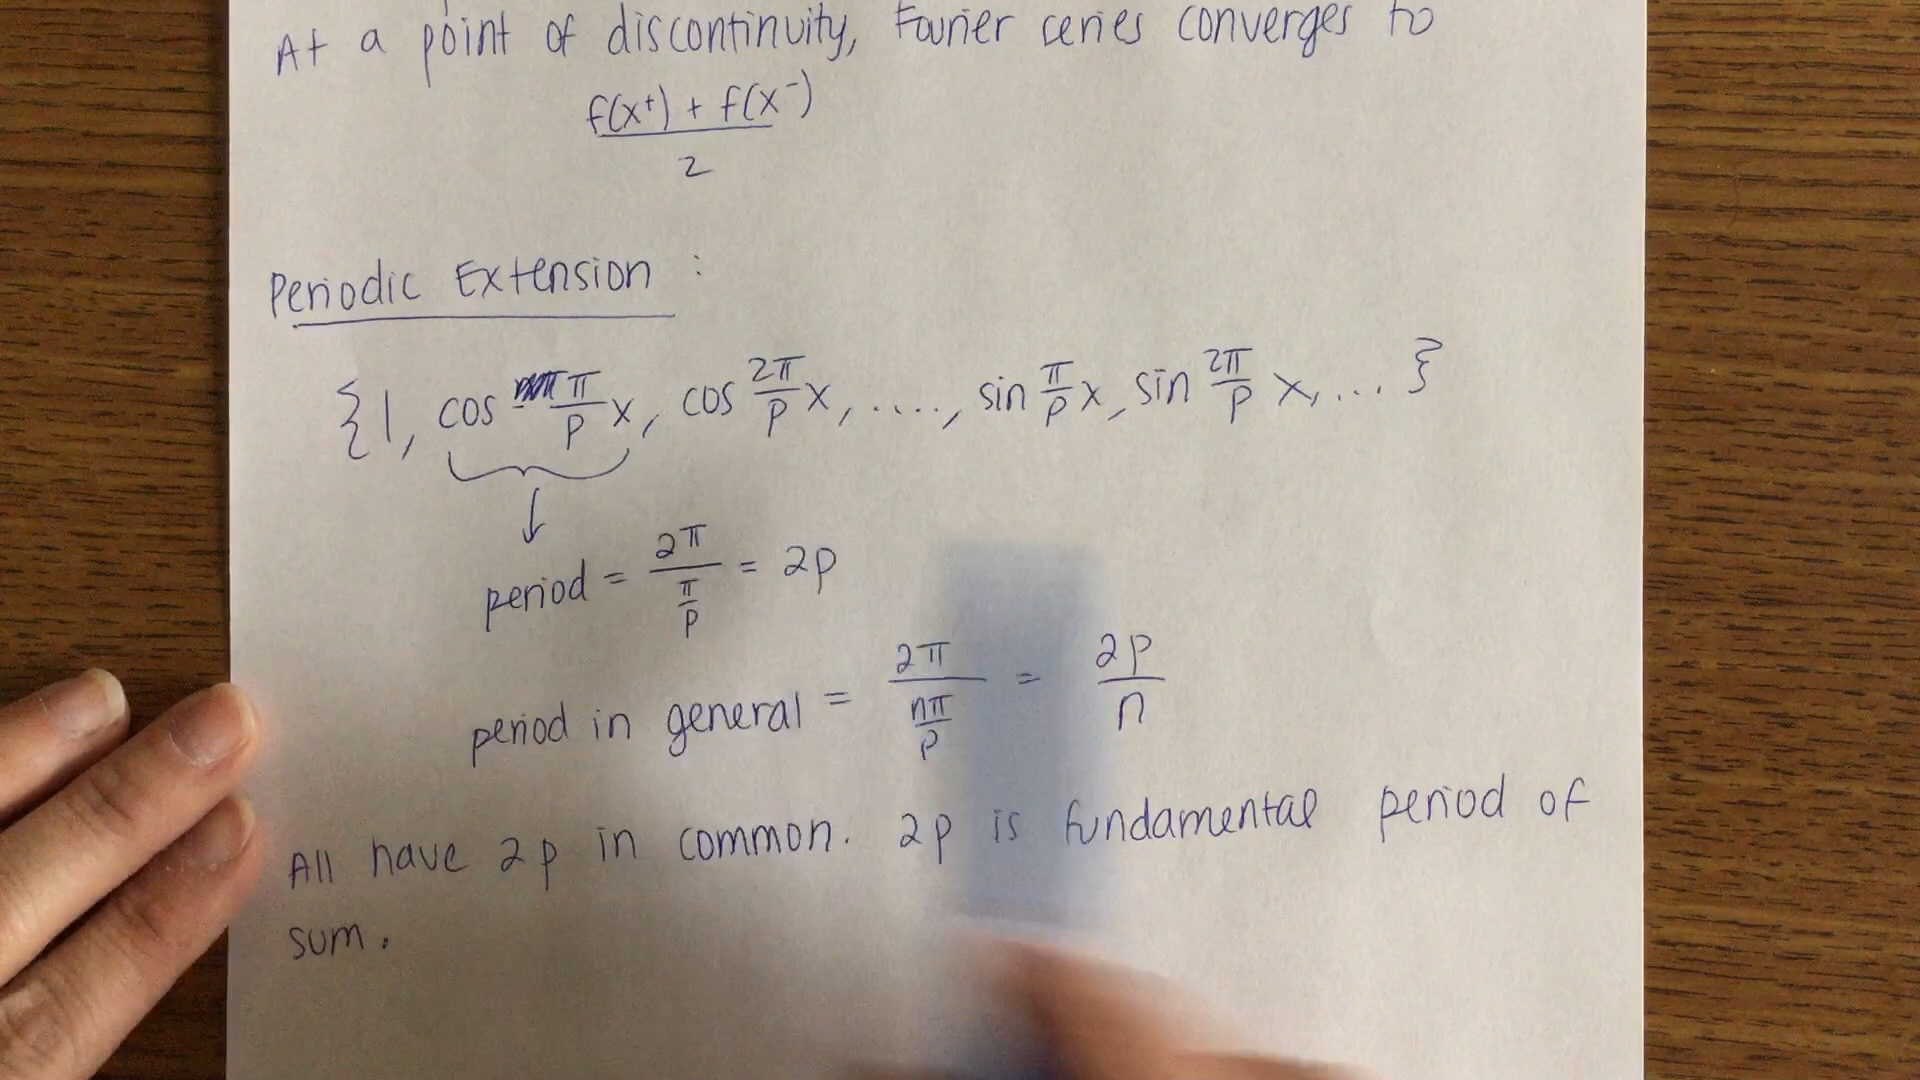 At a point of discontinuity, Fourier series converges to
f(x⁺) + f(x⁻)
2
Periodic Extension :
{1, cos π/p x, cos 2π/p x, ...., sin π/p x, sin 2π/p x, ... }
period = 2π/(π/p) = 2p
period in general = 2π/(nπ/p) = 2p/n
All have 2p in common. 2p is fundamental period of
sum.